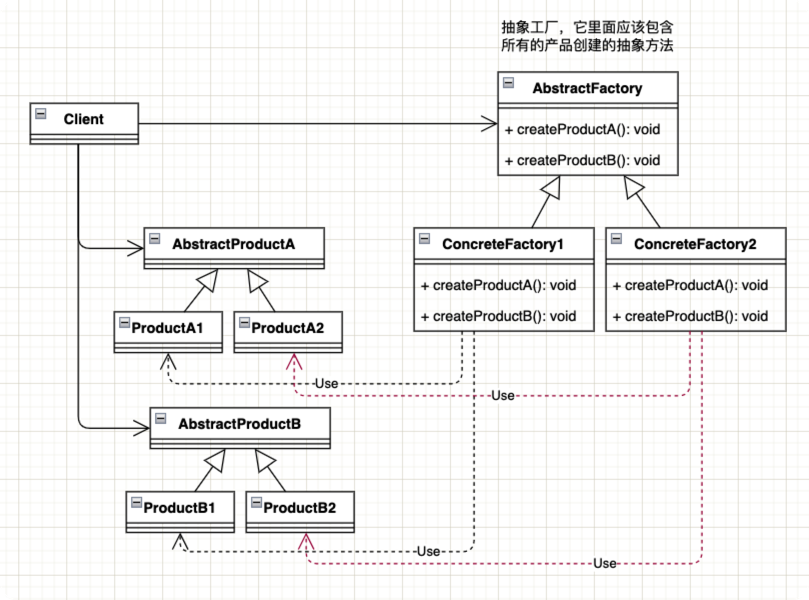 抽象工厂，它里面应该包含
所有的产品创建的抽象方法
AbstractFactory
+ createProductA(): void
+ createProductB(): void
Client
AbstractProductA
ProductA1
ProductA2
ConcreteFactory1
+ createProductA(): void
+ createProductB(): void
ConcreteFactory2
+ createProductA(): void
+ createProductB(): void
Use
Use
AbstractProductB
ProductB1
ProductB2
Use
Use